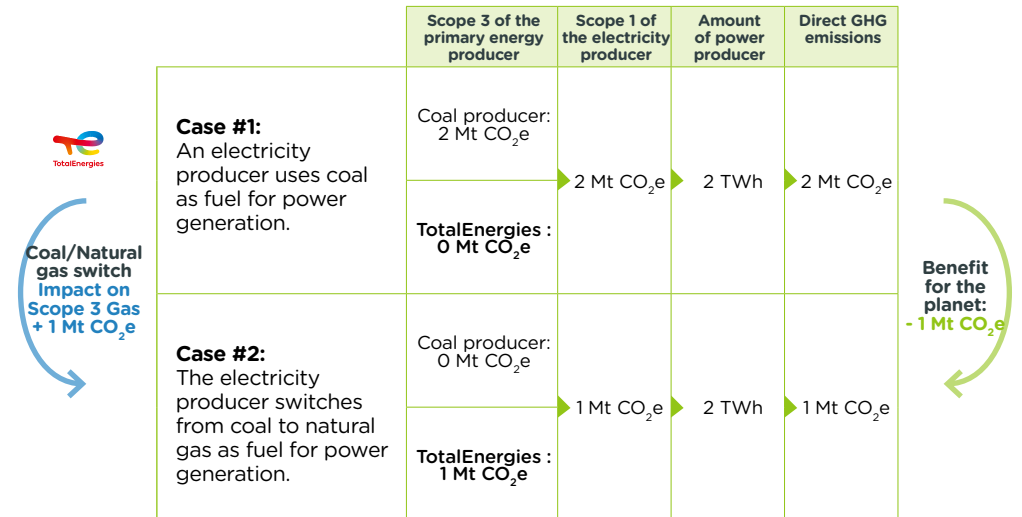 Scope 3 of the
primary energy
producer
Scope 1 of
the electricity
producer
Amount
of power
producer
Direct GHG
emissions
TotalEnergies
Coal/Natural
gas switch
Impact on
Scope 3 Gas
+ 1 Mt CO₂e
Case #1:
An electricity
producer uses coal
as fuel for power
generation.
Coal producer:
2 Mt CO₂e
TotalEnergies :
0 Mt CO₂e
2 Mt CO₂e
2 TWh
2 Mt CO₂e
Case #2:
The electricity
producer switches
from coal to natural
gas as fuel for power
generation.
Coal producer:
0 Mt CO₂e
TotalEnergies :
1 Mt CO₂e
1 Mt CO₂e
2 TWh
1 Mt CO₂e
Benefit
for the
planet:
- 1 Mt CO₂e